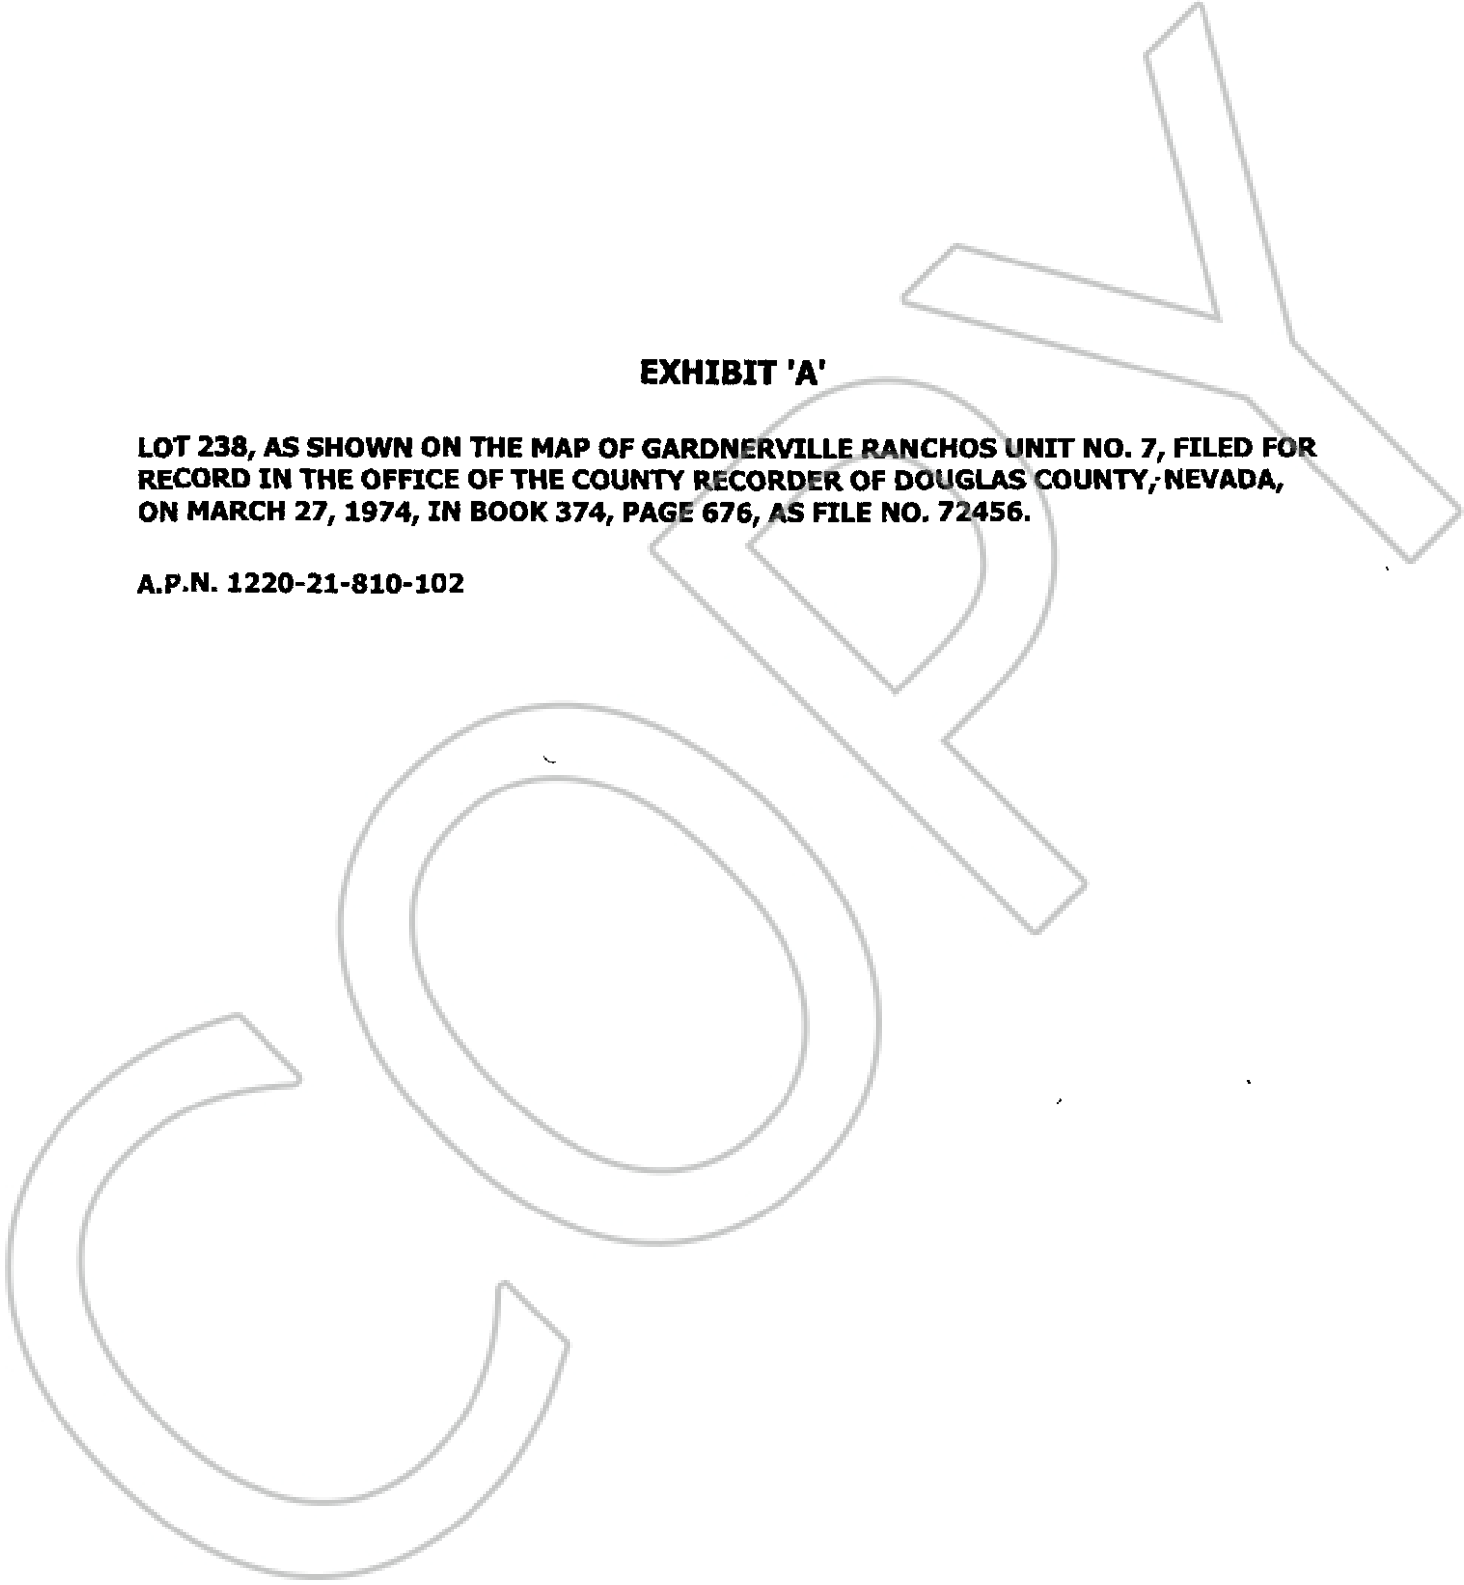 EXHIBIT 'A'
LOT 238, AS SHOWN ON THE MAP OF GARDNERVILLE RANCHOS UNIT NO. 7, FILED FOR
RECORD IN THE OFFICE OF THE COUNTY RECORDER OF DOUGLAS COUNTY, NEVADA,
ON MARCH 27, 1974, IN BOOK 374, PAGE 676, AS FILE NO. 72456.
A.P.N. 1220-21-810-102
COPY